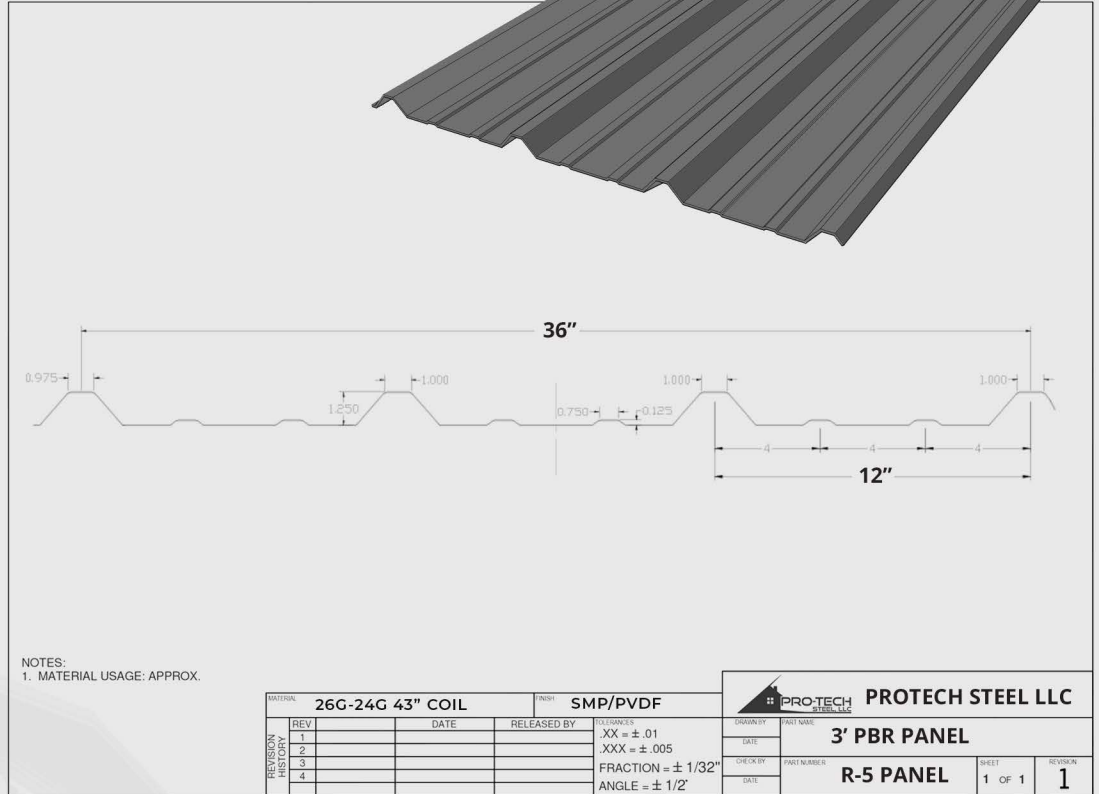 36”
0.975
1.000
1.000
1.000
1.250
0.750
0.125
4
4
4
12”
NOTES:
1. MATERIAL USAGE: APPROX.
MATERIAL
26G-24G 43” COIL
FINISH
SMP/PVDF
REVISION HISTORY
REV
DATE
RELEASED BY
1
2
3
4
TOLERANCES
.XX = ± .01
.XXX = ± .005
FRACTION = ± 1/32"
ANGLE = ± 1/2°
PRO-TECH
STEEL, LLC
PROTECH STEEL LLC
DRAWN BY
DATE
PART NAME
3’ PBR PANEL
CHECK BY
DATE
PART NUMBER
R-5 PANEL
SHEET
1 OF 1
REVISION
1